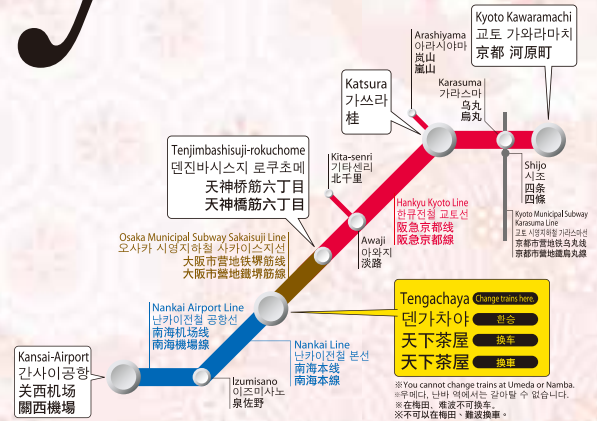 Kyoto Kawaramachi
교토 가와라마치
京都 河原町
Arashiyama
아라시야마
岚山
嵐山
Karasuma
가라스마
乌丸
烏丸
Katsura
가쓰라
桂
Shijo
시조
四条
四條
Kyoto Municipal Subway
Karasuma Line
교토 시영지하철 가라스마선
京都市营地铁乌丸线
京都市營地鐵烏丸線
Tenjimbashisuji-rokuchome
덴진바시스지 로쿠초메
天神桥筋六丁目
天神橋筋六丁目
Kita-senri
기타센리
北千里
Hankyu Kyoto Line
한큐전철 교토선
阪急京都线
阪急京都線
Awaji
아와지
淡路
Osaka Municipal Subway Sakaisuji Line
오사카 시영지하철 사카이스지선
大阪市营地铁堺筋线
大阪市營地鐵堺筋線
Tengachaya Change trains here.
덴가차야 환승
天下茶屋 换车
天下茶屋 換車
Nankai Airport Line
난카이전철 공항선
南海机场线
南海機場線
Nankai Line
난카이전철 본선
南海本线
南海本線
Kansai-Airport
간사이공항
关西机场
關西機場
Izumisano
이즈미사노
泉佐野
※You cannot change trains at Umeda or Namba.
※우메다, 난바 역에서는 갈아탈 수 없습니다.
※在梅田、难波不可换车。
※不可以在梅田、難波換車。